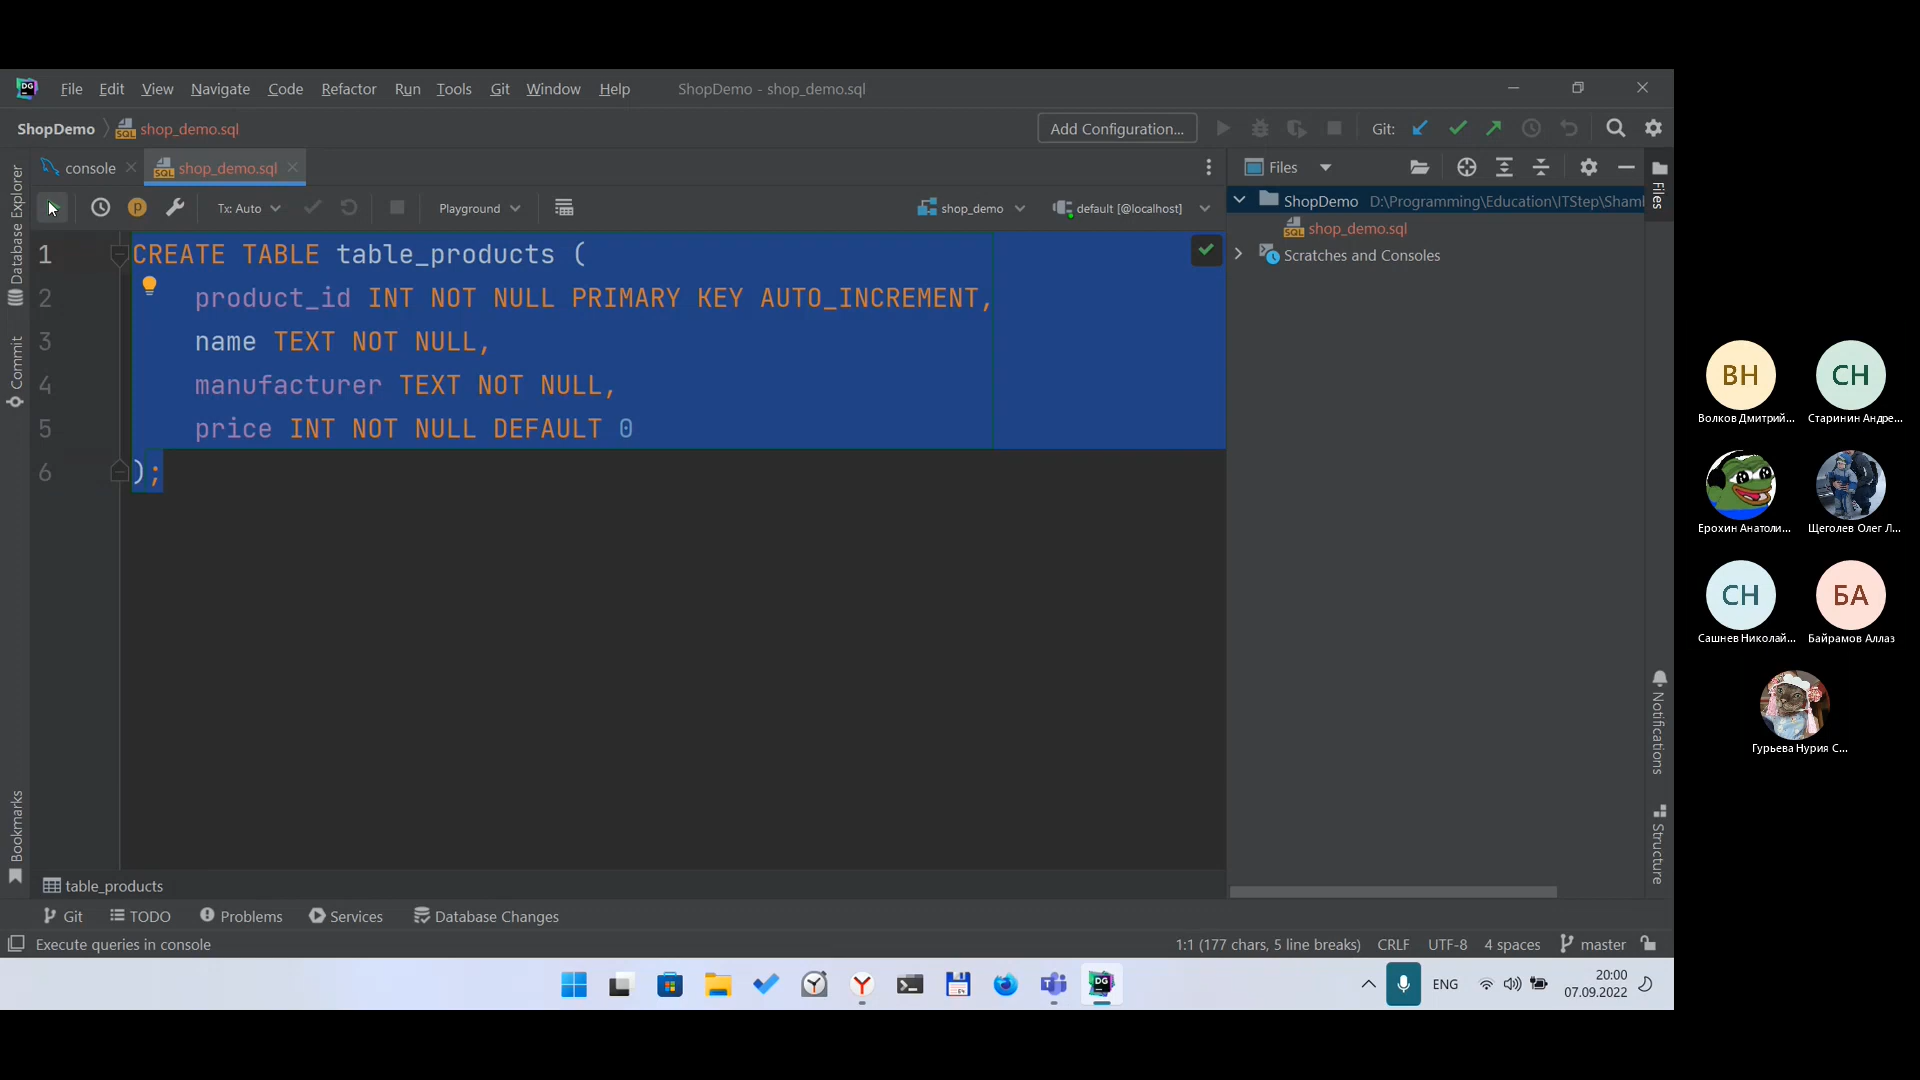 File Edit View Navigate Code Refactor Run Tools Git Window Help ShopDemo - shop_demo.sql
ShopDemo shop_demo.sql Add Configuration... Git:
console shop_demo.sql Files
Tx: Auto Playground shop_demo default [@localhost]
ShopDemo D:\Programming\Education\ITStep\Shaml
shop_demo.sql
Scratches and Consoles
1 CREATE TABLE table_products (
2 product_id INT NOT NULL PRIMARY KEY AUTO_INCREMENT,
3 name TEXT NOT NULL,
4 manufacturer TEXT NOT NULL,
5 price INT NOT NULL DEFAULT 0
6 );
Database Explorer
Commit
Bookmarks
Files
Notifications
Structure
table_products
Git TODO Problems Services Database Changes
Execute queries in console 1:1 (177 chars, 5 line breaks) CRLF UTF-8 4 spaces master
ENG 20:00
07.09.2022
ВН СН
Волков Дмитрий... Старинин Андре...
Ерохин Анатоли... Щеголев Олег Л...
СН БА
Сашнев Николай... Байрамов Аллаз
Гурьева Нурия С...